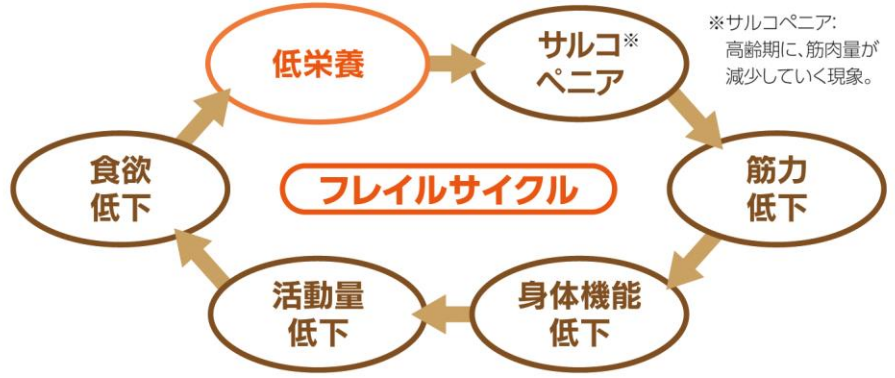 低栄養
サルコ※
ペニア
※サルコペニア:
高齢期に、筋肉量が
減少していく現象。
食欲
低下
フレイルサイクル
筋力
低下
活動量
低下
身体機能
低下